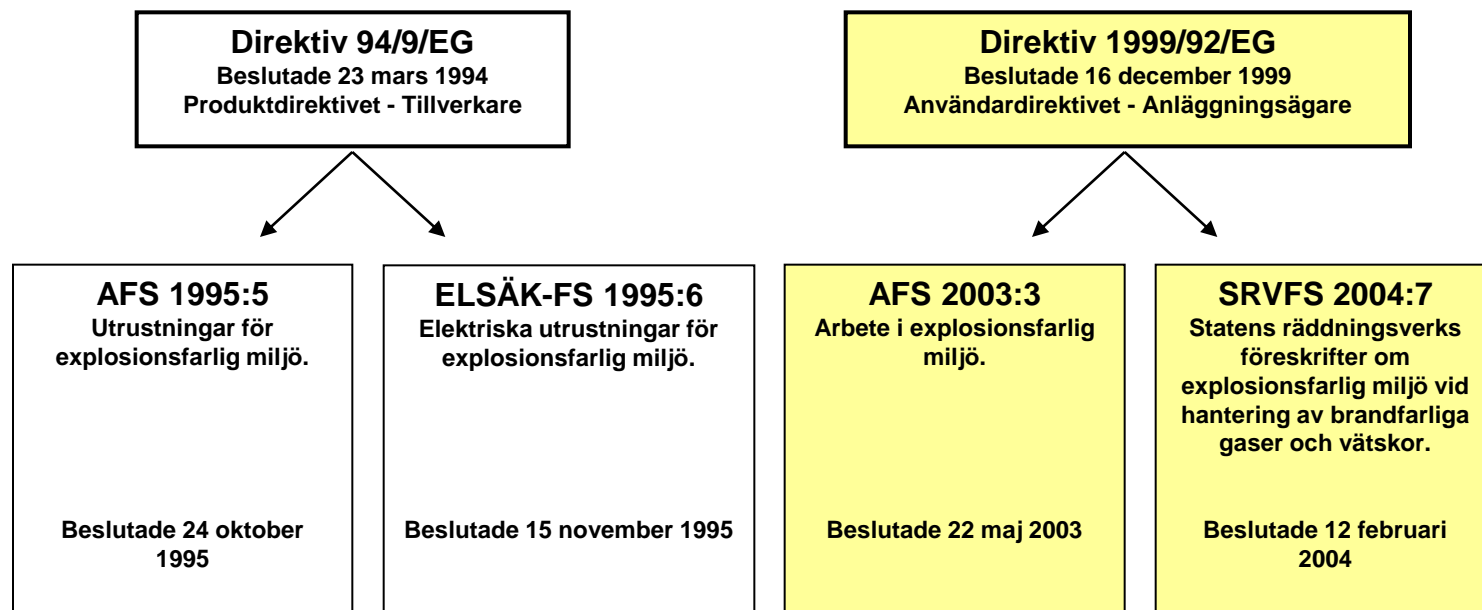 Direktiv 94/9/EG
Beslutade 23 mars 1994
Produktdirektivet - Tillverkare
Direktiv 1999/92/EG
Beslutade 16 december 1999
Användardirektivet - Anläggningsägare
AFS 1995:5
Utrustningar för
explosionsfarlig miljö.
Beslutade 24 oktober
1995
ELSÄK-FS 1995:6
Elektriska utrustningar för
explosionsfarlig miljö.
Beslutade 15 november 1995
AFS 2003:3
Arbete i explosionsfarlig
miljö.
Beslutade 22 maj 2003
SRVFS 2004:7
Statens räddningsverks
föreskrifter om
explosionsfarlig miljö vid
hantering av brandfarliga
gaser och vätskor.
Beslutade 12 februari
2004